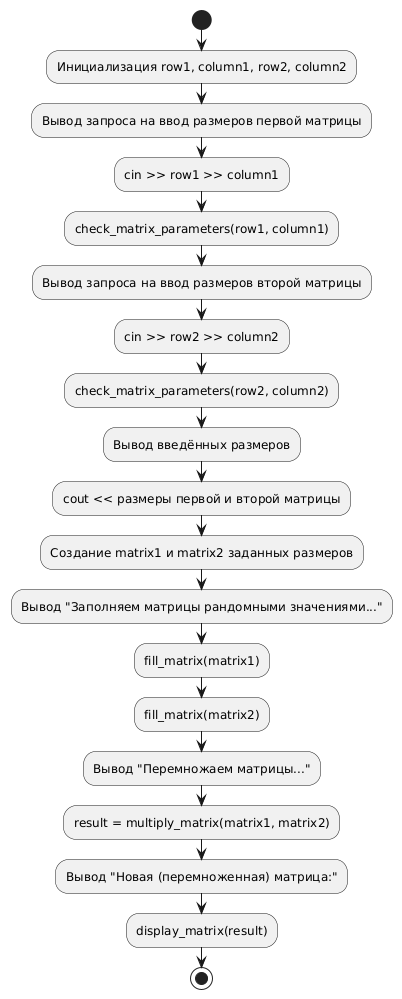 Инициализация row1, column1, row2, column2
Вывод запроса на ввод размеров первой матрицы
cin >> row1 >> column1
check_matrix_parameters(row1, column1)
Вывод запроса на ввод размеров второй матрицы
cin >> row2 >> column2
check_matrix_parameters(row2, column2)
Вывод введённых размеров
cout << размеры первой и второй матрицы
Создание matrix1 и matrix2 заданных размеров
Вывод "Заполняем матрицы рандомными значениями..."
fill_matrix(matrix1)
fill_matrix(matrix2)
Вывод "Перемножаем матрицы..."
result = multiply_matrix(matrix1, matrix2)
Вывод "Новая (перемноженная) матрица:"
display_matrix(result)